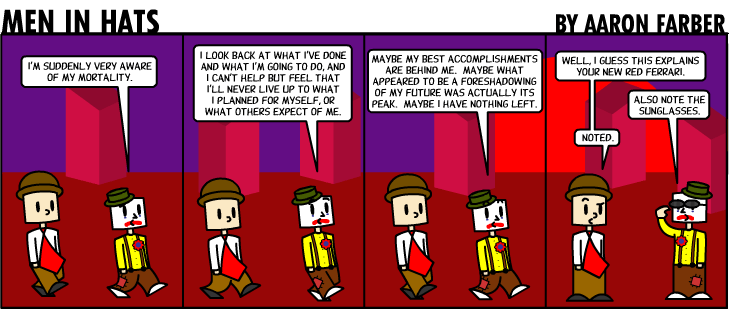 MEN IN HATS
BY AARON FARBER
I'M SUDDENLY VERY AWARE
OF MY MORTALITY.
I LOOK BACK AT WHAT I'VE DONE
AND WHAT I'M GOING TO DO, AND
I CAN'T HELP BUT FEEL THAT
I'LL NEVER LIVE UP TO WHAT
I PLANNED FOR MYSELF, OR
WHAT OTHERS EXPECT OF ME.
MAYBE MY BEST ACCOMPLISHMENTS
ARE BEHIND ME. MAYBE WHAT
APPEARED TO BE A FORESHADOWING
OF MY FUTURE WAS ACTUALLY ITS
PEAK. MAYBE I HAVE NOTHING LEFT.
WELL, I GUESS THIS EXPLAINS
YOUR NEW RED FERRARI.
ALSO NOTE THE
SUNGLASSES.
NOTED.